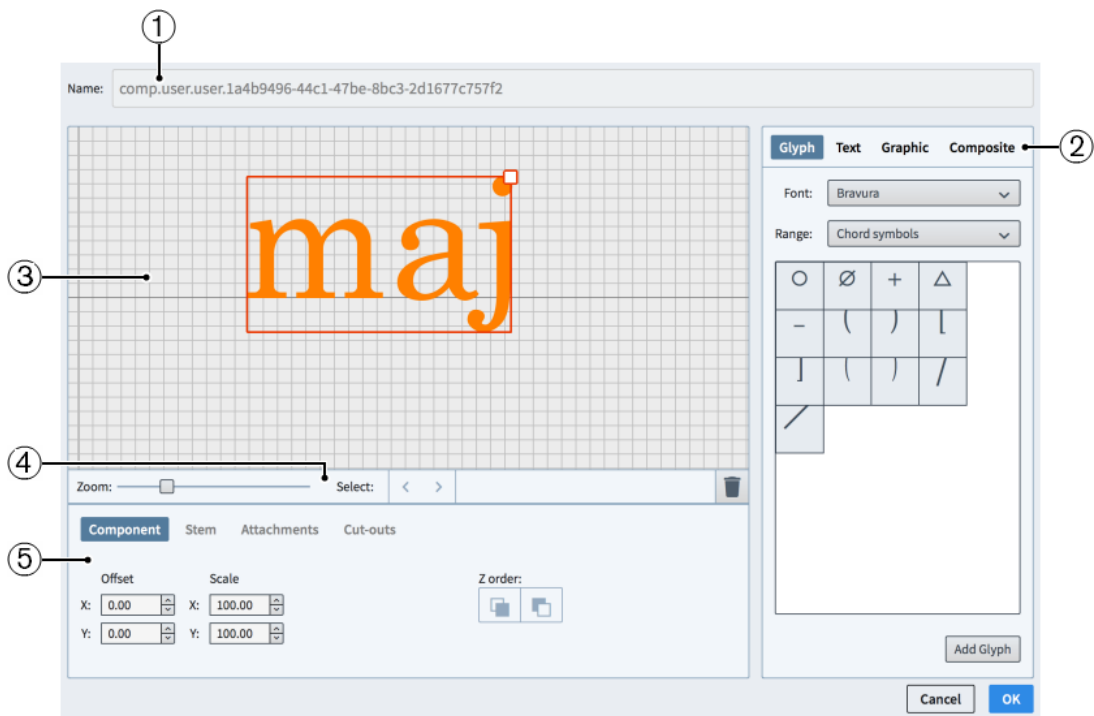 ①
Name: comp.user.user.1a4b9496-44c1-47be-8bc3-2d1677c757f2
Glyph Text Graphic Composite ②
Font: Bravura
Range: Chord symbols
maj
③
④
Zoom: Select: < >
Component Stem Attachments Cut-outs
⑤
Offset Scale Z order:
X: 0.00 X: 100.00
Y: 0.00 Y: 100.00
Add Glyph
Cancel OK